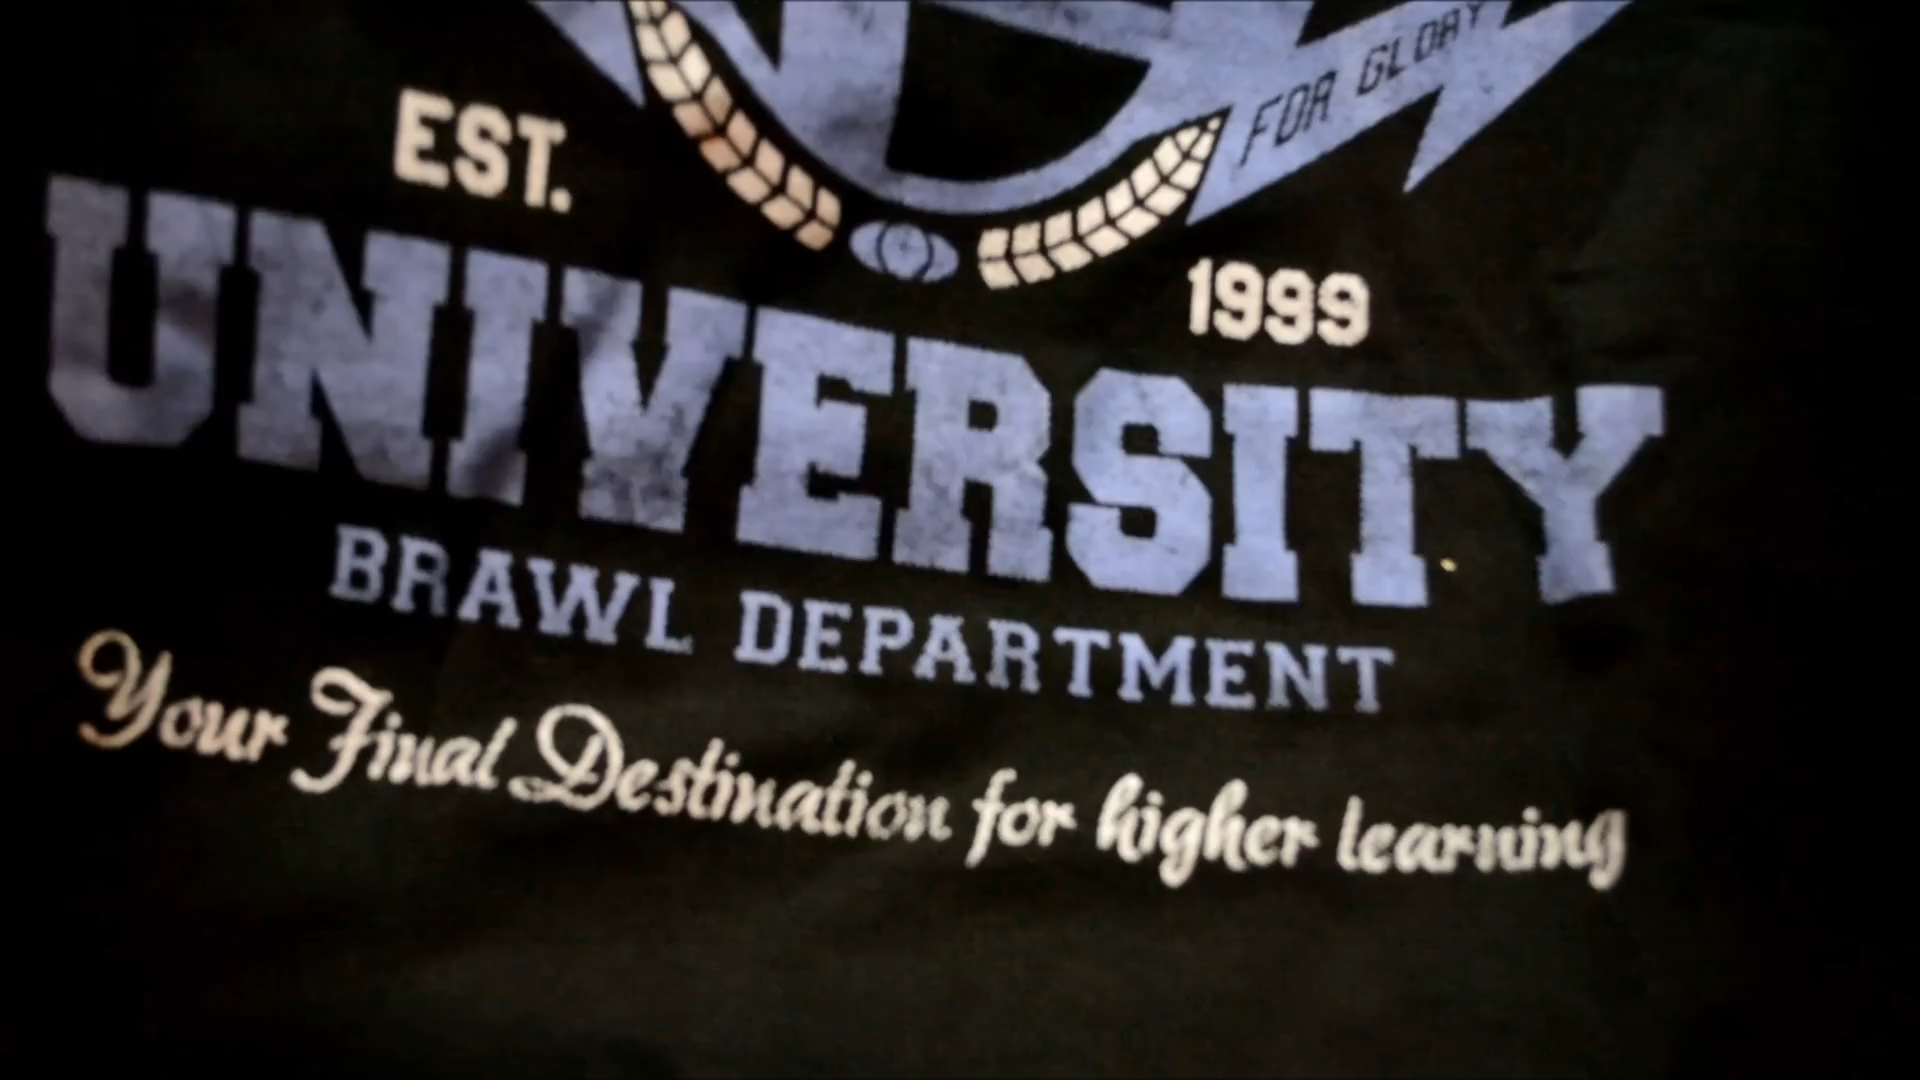 FOR GLORY
EST.
1999
UNIVERSITY
BRAWL DEPARTMENT
Your Final Destination for higher learning